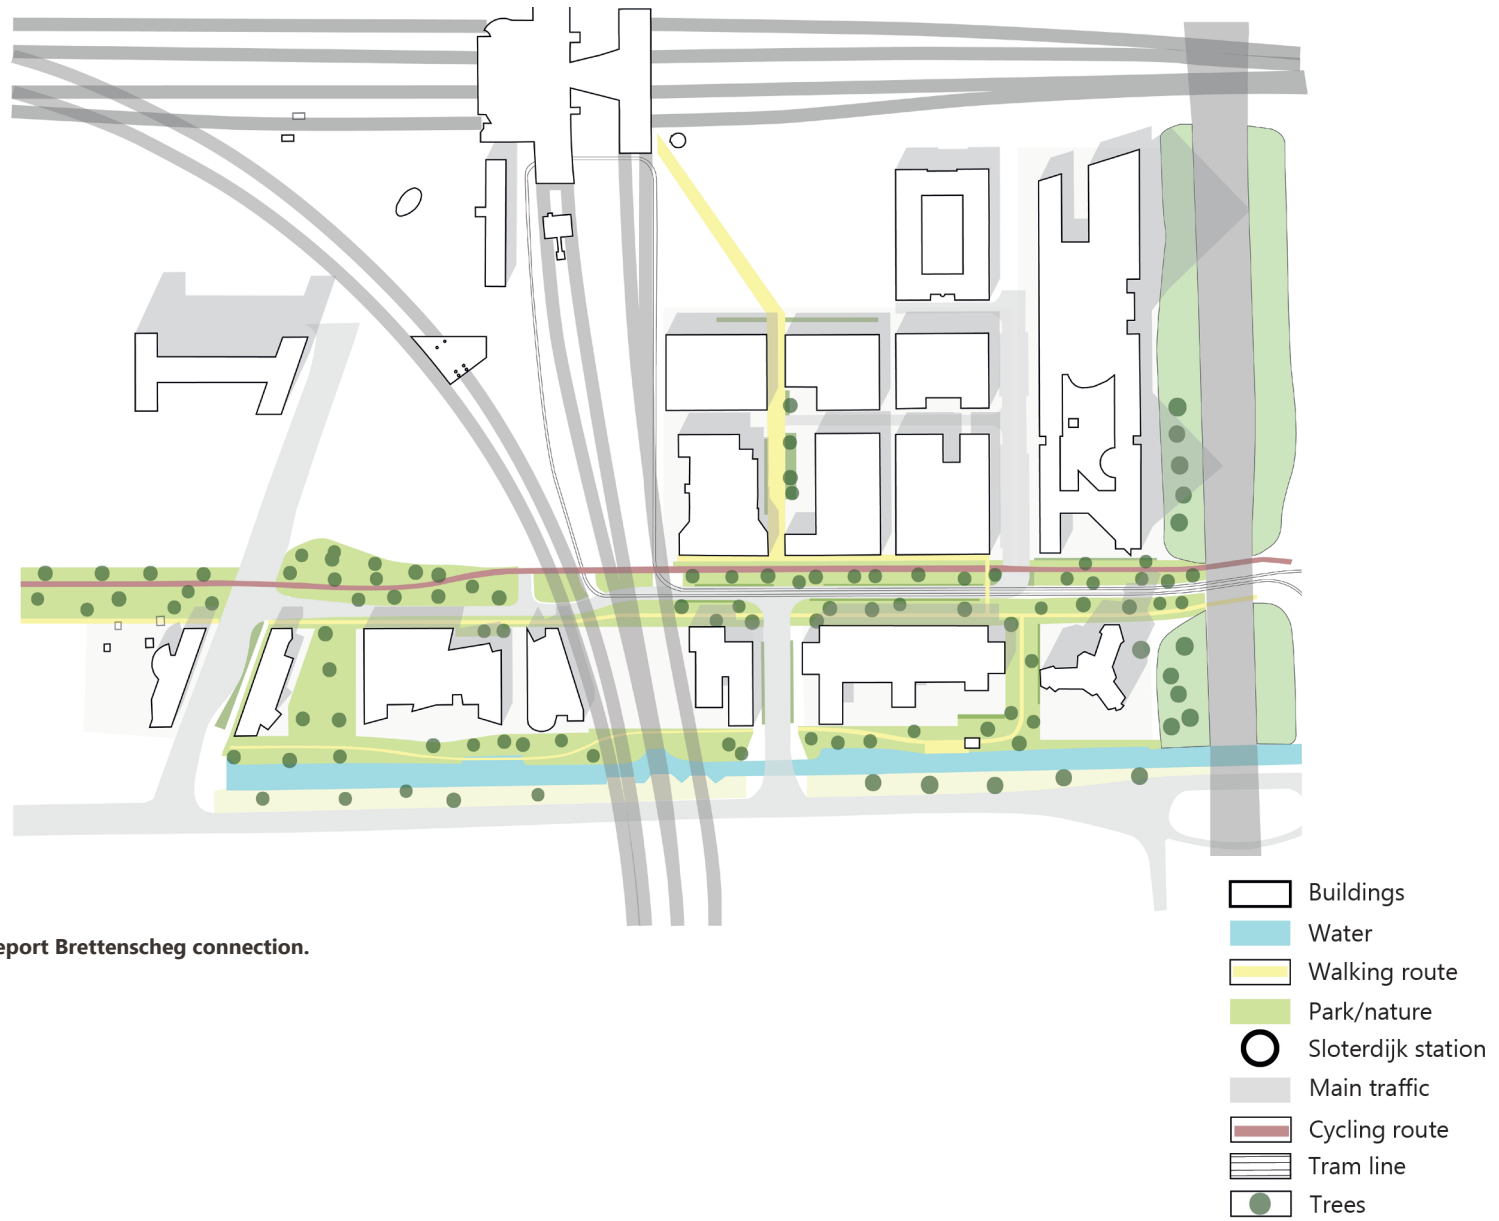 eport Brettenscheg connection.
Buildings
Water
Walking route
Park/nature
Sloterdijk station
Main traffic
Cycling route
Tram line
Trees